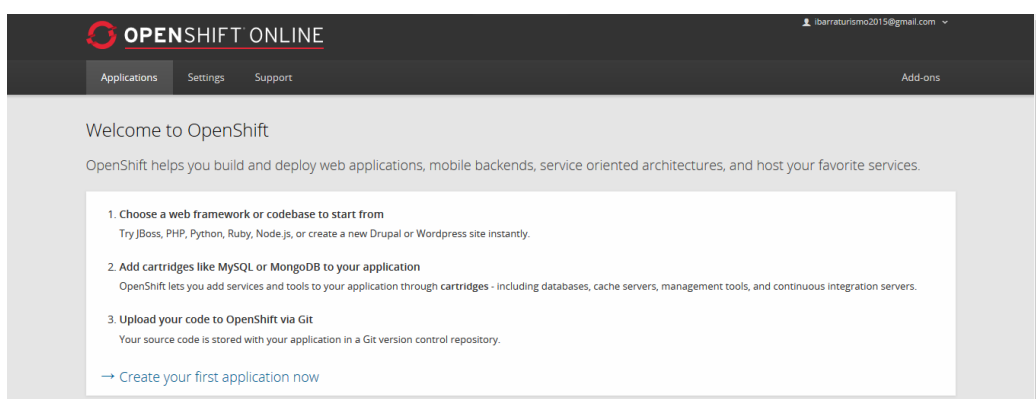 OPENSHIFT ONLINE
ibarraturismo2015@gmail.com
Applications Settings Support Add-ons
Welcome to OpenShift
OpenShift helps you build and deploy web applications, mobile backends, service oriented architectures, and host your favorite services.
1. Choose a web framework or codebase to start from
Try JBoss, PHP, Python, Ruby, Node.js, or create a new Drupal or Wordpress site instantly.
2. Add cartridges like MySQL or MongoDB to your application
OpenShift lets you add services and tools to your application through cartridges - including databases, cache servers, management tools, and continuous integration servers.
3. Upload your code to OpenShift via Git
Your source code is stored with your application in a Git version control repository.
→ Create your first application now